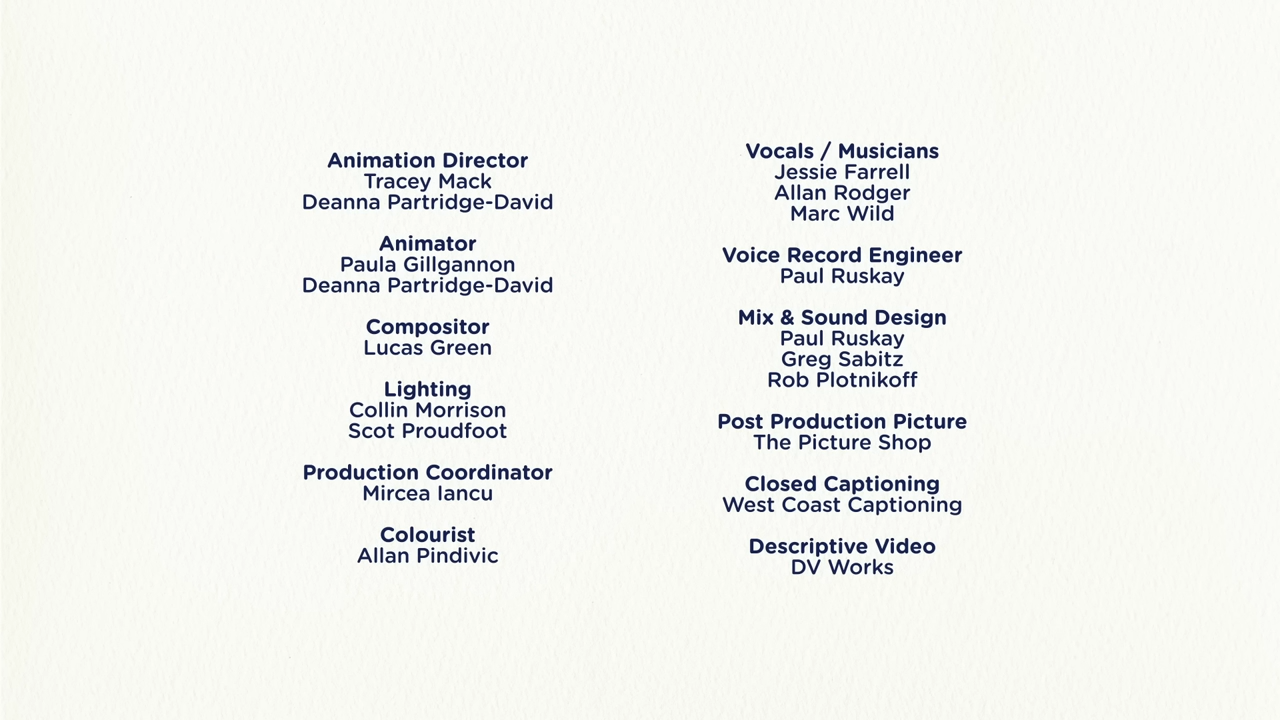 Animation Director
Tracey Mack
Deanna Partridge-David
Animator
Paula Gillgannon
Deanna Partridge-David
Compositor
Lucas Green
Lighting
Collin Morrison
Scot Proudfoot
Production Coordinator
Mircea Iancu
Colourist
Allan Pindivic
Vocals / Musicians
Jessie Farrell
Allan Rodger
Marc Wild
Voice Record Engineer
Paul Ruskay
Mix & Sound Design
Paul Ruskay
Greg Sabitz
Rob Plotnikoff
Post Production Picture
The Picture Shop
Closed Captioning
West Coast Captioning
Descriptive Video
DV Works